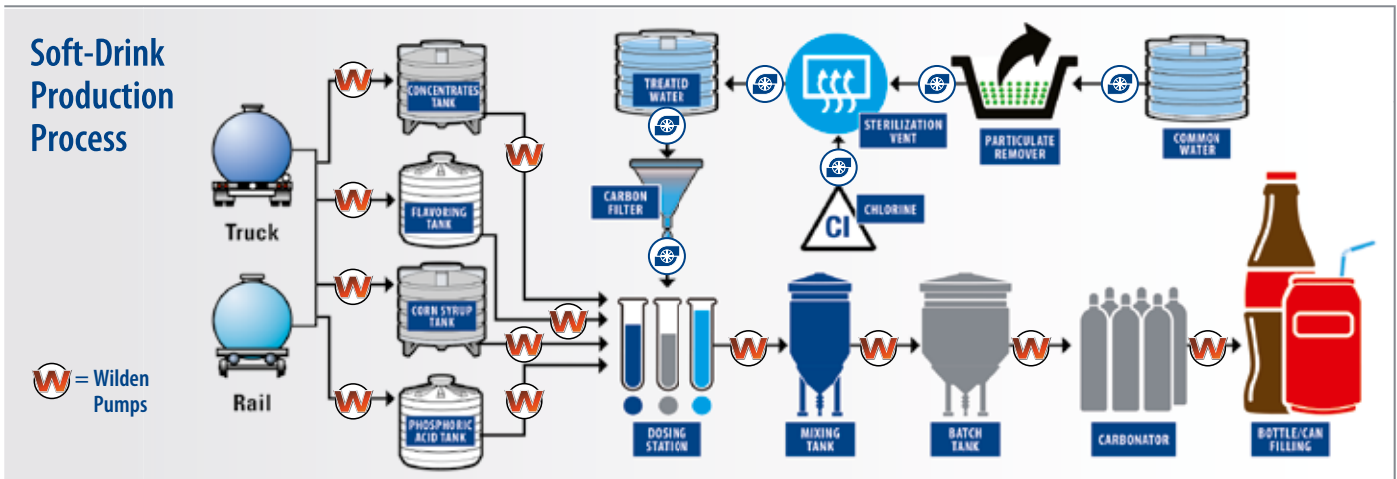 Soft-Drink
Production
Process
Truck
Rail
W
= Wilden
Pumps
W
W
W
W
CONCENTRATES
TANK
FLAVORING
TANK
CORN SYRUP
TANK
PHOSPHORIC
ACID TANK
W
W
W
W
TREATED
WATER
CARBON
FILTER
STERILIZATION
VENT
Cl
CHLORINE
PARTICULATE
REMOVER
COMMON
WATER
DOSING
STATION
W
MIXING
TANK
W
BATCH
TANK
W
CARBONATOR
W
BOTTLE/CAN
FILLING